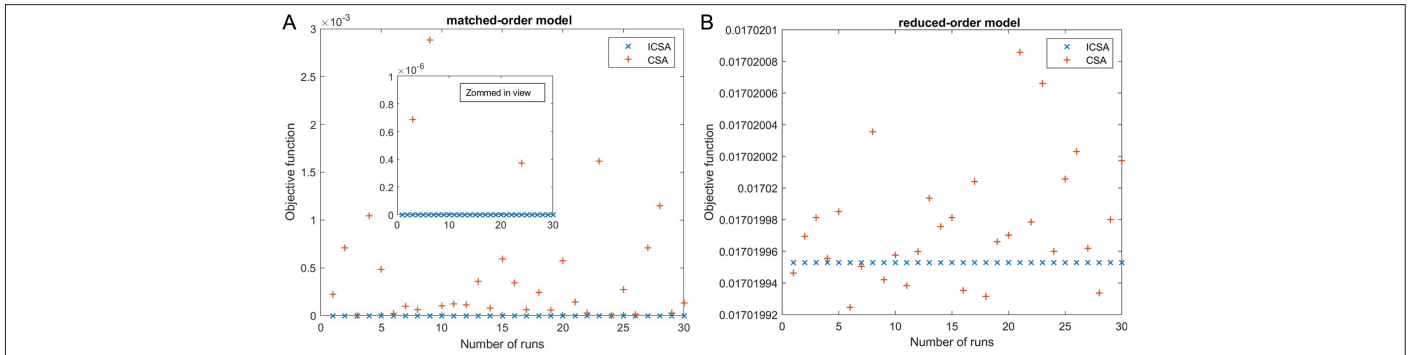 A
matched-order model
× 10⁻³
3
2.5
2
1.5
1
0.5
0
Objective function
0 5 10 15 20 25 30
Number of runs
× ICSA
+ CSA
× 10⁻⁶
1
0.8
0.6
0.4
0.2
0
0 10 20 30
Zommed in view
B
reduced-order model
0.0170201
0.01702008
0.01702006
0.01702004
0.01702002
0.01702
0.01701998
0.01701996
0.01701994
0.01701992
Objective function
0 5 10 15 20 25 30
Number of runs
× ICSA
+ CSA